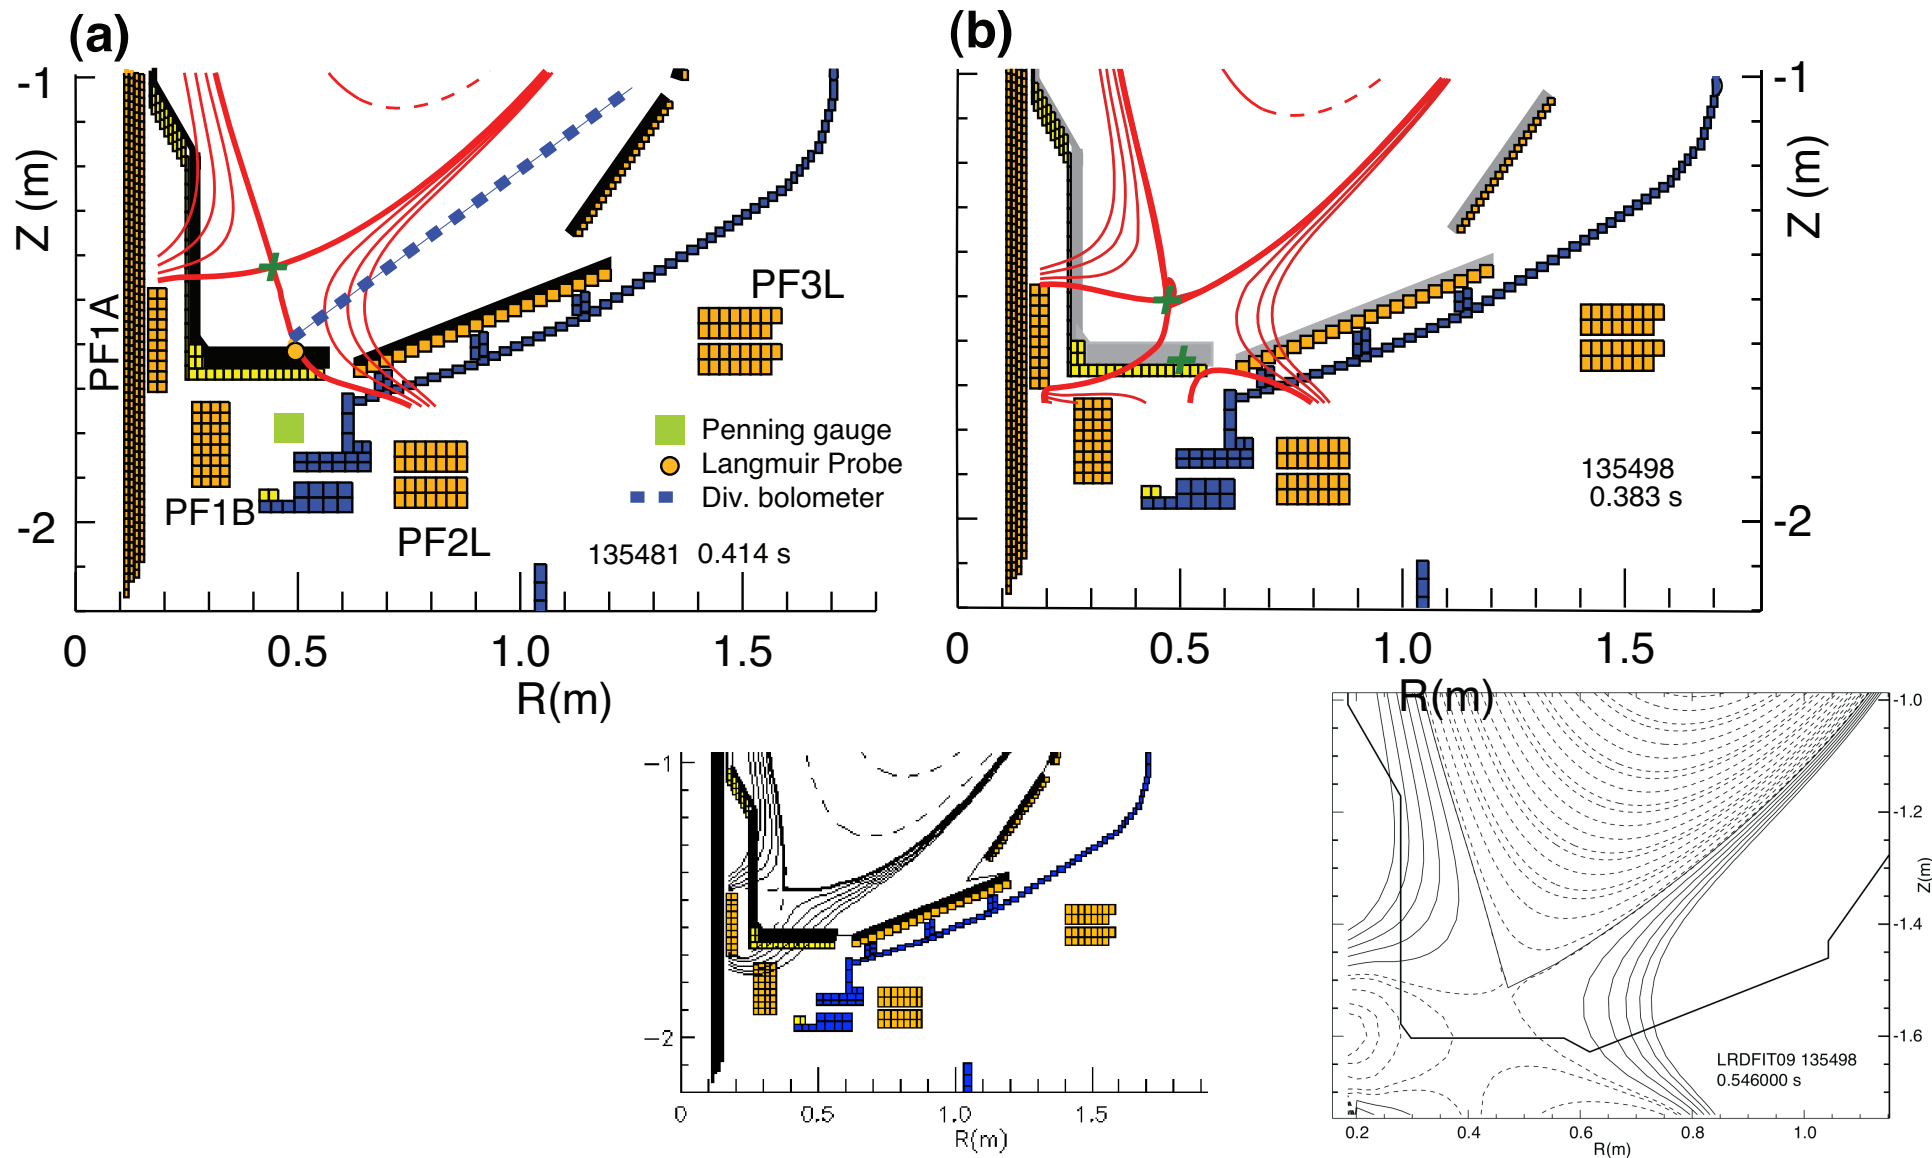 (a)
-1
Z (m)
-2
PF1A
PF1B
PF2L
PF3L
Penning gauge
Langmuir Probe
Div. bolometer
135481 0.414 s
0 0.5 1.0 1.5
R(m)
(b)
-1
Z (m)
-2
135498
0.383 s
0 0.5 1.0 1.5
R(m)
-1
-2
0 0.5 1.0 1.5
R(m)
-1.0
-1.2
Z(m)
-1.4
-1.6
LRDFIT09 135498
0.546000 s
0.2 0.4 0.6 0.8 1.0
R(m)